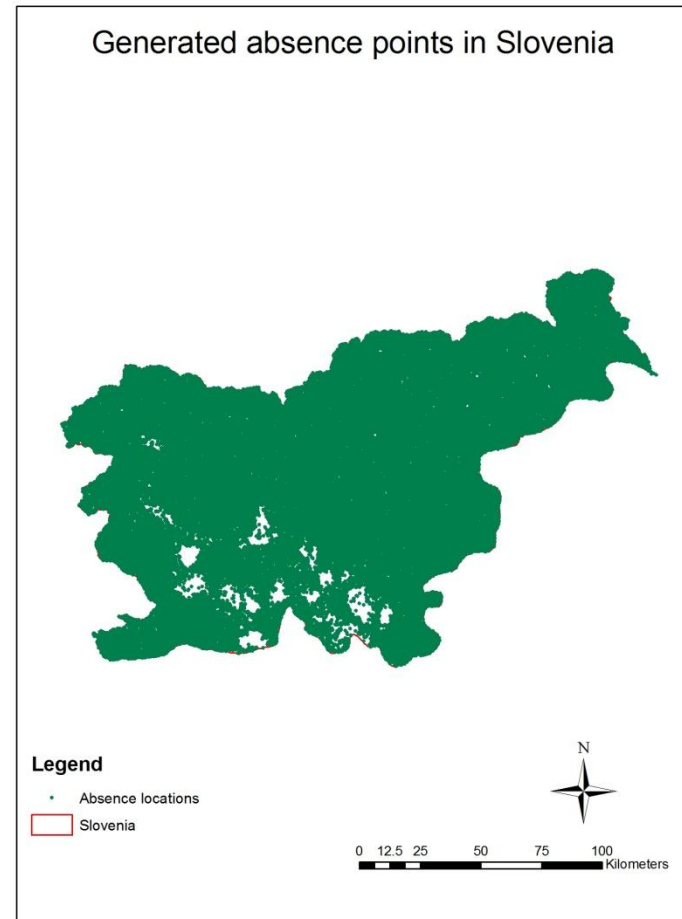 Generated absence points in Slovenia
Legend
Absence locations
Slovenia
N
0 12.5 25 50 75 100
Kilometers